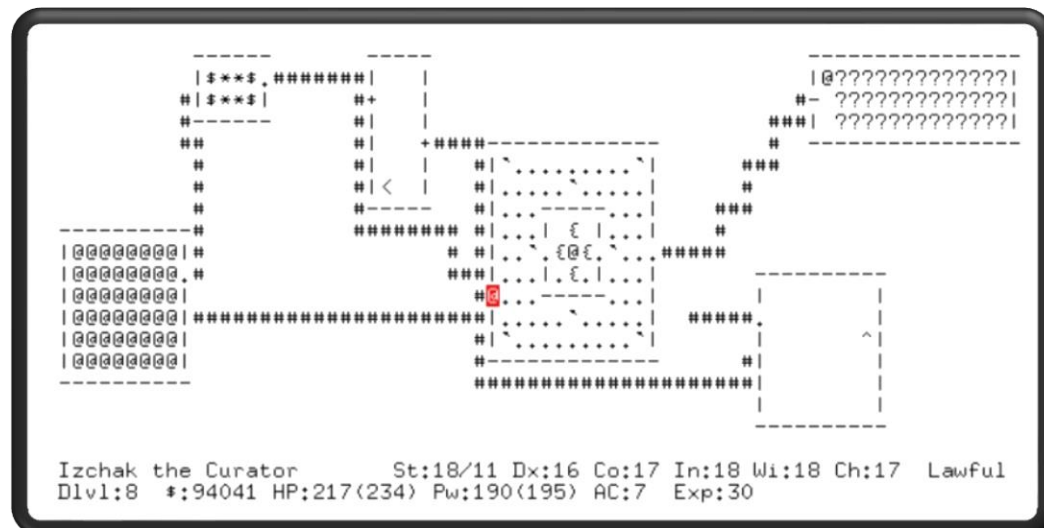 -------         ------                                   --------------------
            |$**$.#######|    |                                   |@?????????????|
          #|$**$|       #+    |                                  #- ?????????????|
          #------       #|    |                                ###| ?????????????|
          ##            #|    +####----------------            #   --------------------
           #            #|    |   #|`.........`|             ###
           #            #|<   |   #|.....`.....|             #
           #            #------   #|...-----...|           ###
------------#            ######## #|...| { |...|           #
|@@@@@@@@|#                     # #|..`.{@{.`...######
|@@@@@@@@.#                     ###|...|.{.|...|         ------------
|@@@@@@@@|                        #@...-----...|         |          |
|@@@@@@@@|########################|.....`.....|   #####.          |
|@@@@@@@@|                        #|`.........`|         |         ^|
|@@@@@@@@|                        #----------------      #|          |
------------                      ##########################|          |
                                                         |          |
                                                         ------------
Izchak the Curator        St:18/11 Dx:16 Co:17 In:18 Wi:18 Ch:17  Lawful
Dlvl:8  $:94041 HP:217(234) Pw:190(195) AC:7  Exp:30